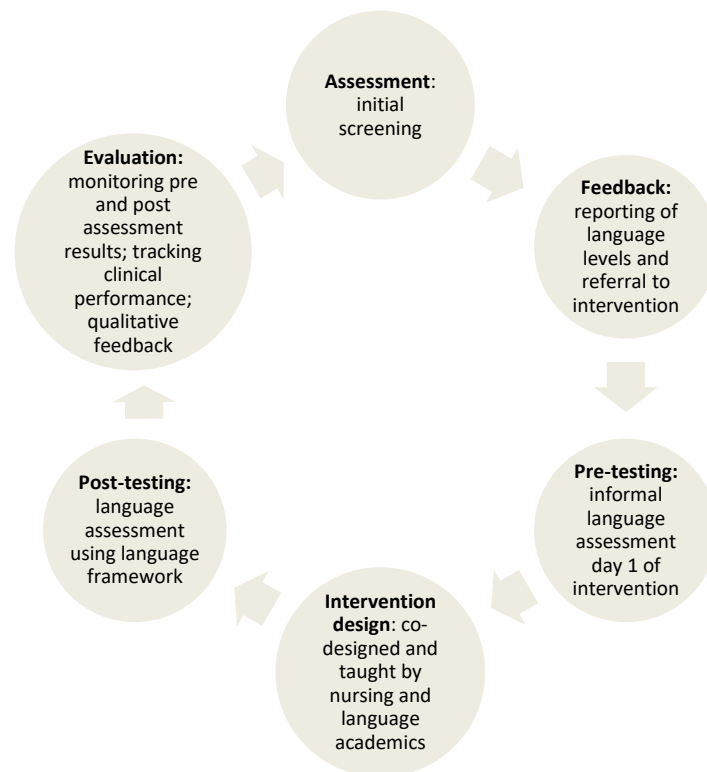 Assessment:
initial
screening
Feedback:
reporting of
language
levels and
referral to
intervention
Pre-testing:
informal
language
assessment
day 1 of
intervention
Intervention
design: co-
designed and
taught by
nursing and
language
academics
Post-testing:
language
assessment
using language
framework
Evaluation:
monitoring pre
and post
assessment
results; tracking
clinical
performance;
qualitative
feedback